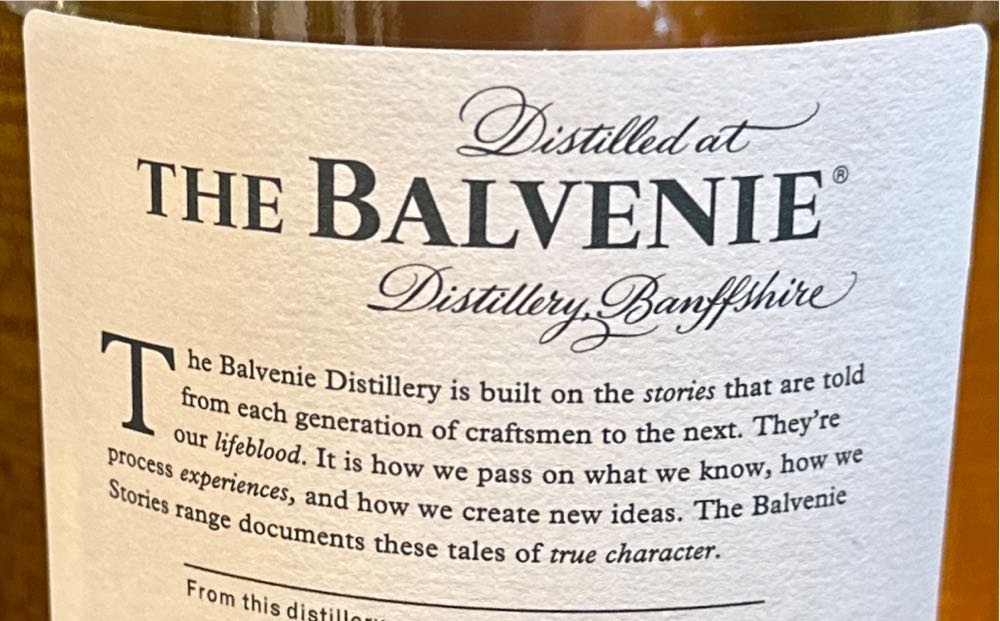 Distilled at
THE BALVENIE®
Distillery, Banffshire
The Balvenie Distillery is built on the stories that are told
from each generation of craftsmen to the next. They're
our lifeblood. It is how we pass on what we know, how we
process experiences, and how we create new ideas. The Balvenie
Stories range documents these tales of true character.
From this distillery